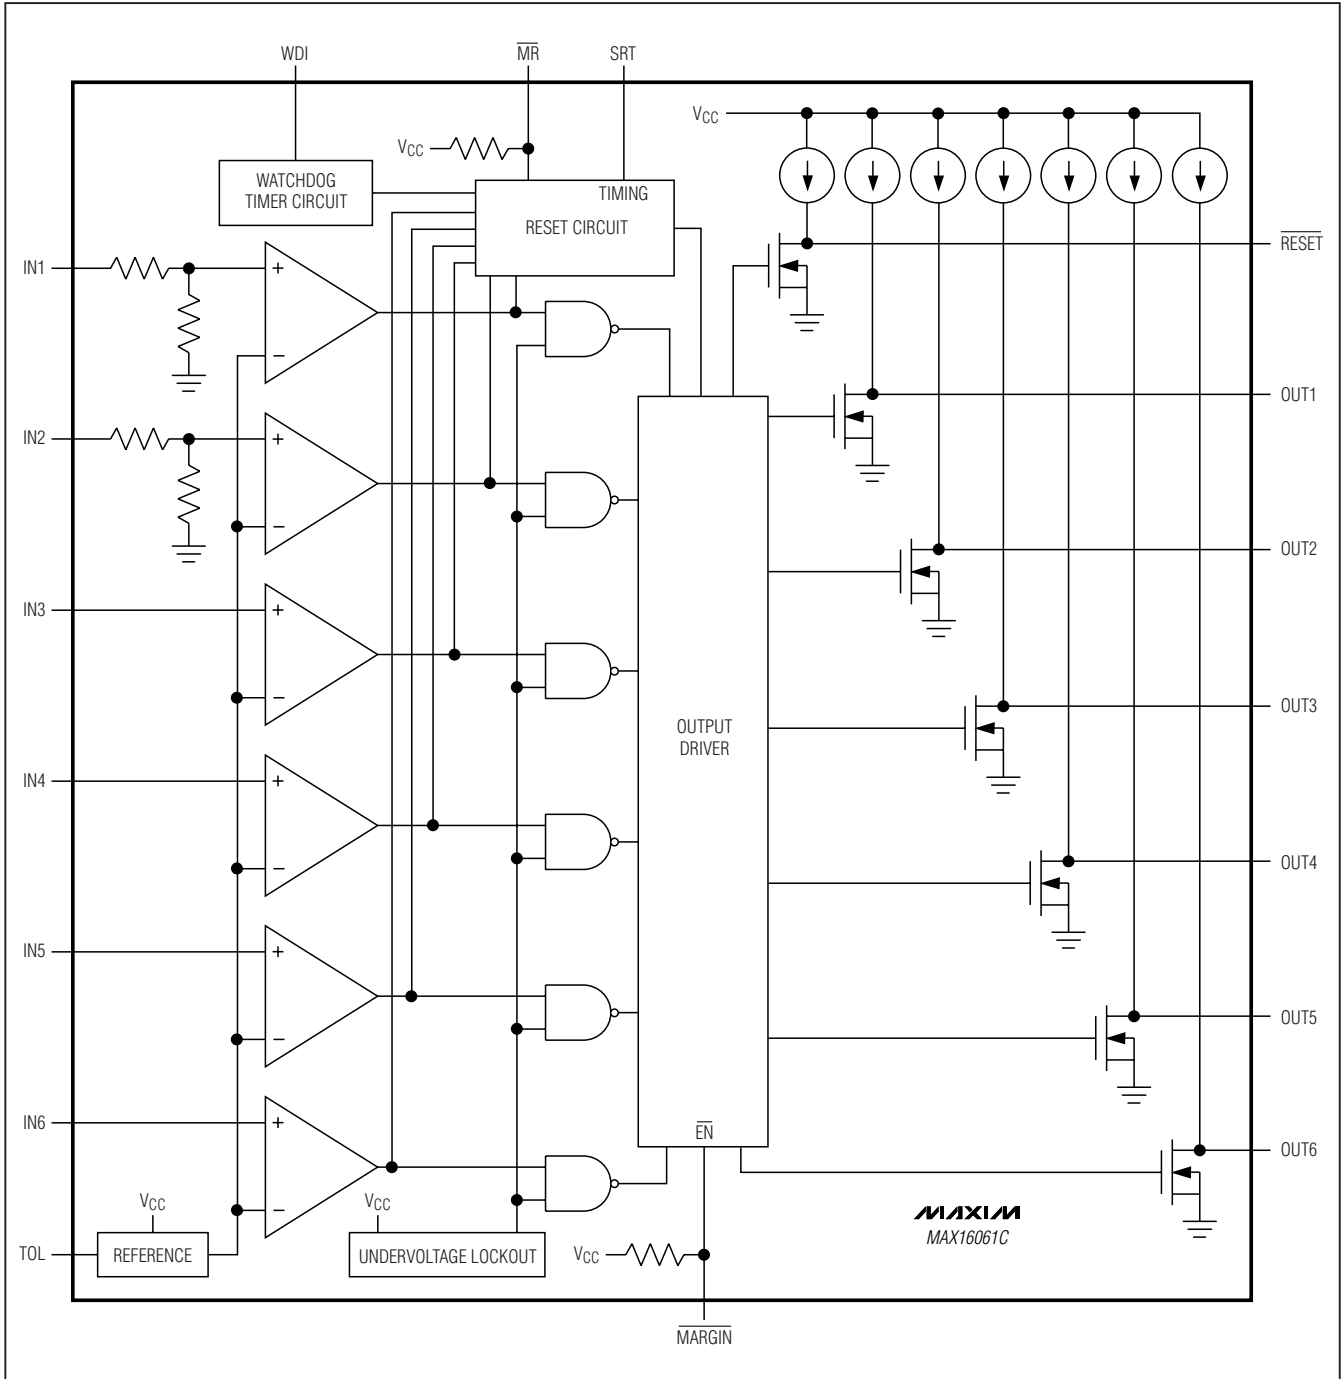 WDI
MR
SRT
VCC
VCC
WATCHDOG
TIMER CIRCUIT
TIMING
RESET CIRCUIT
RESET
IN1
+
−
OUT1
IN2
+
−
OUT2
IN3
+
−
OUT3
OUTPUT
DRIVER
IN4
+
−
OUT4
IN5
+
−
OUT5
IN6
+
−
EN
OUT6
VCC
VCC
MAXIM
MAX16061C
TOL
REFERENCE
UNDERVOLTAGE LOCKOUT
VCC
MARGIN